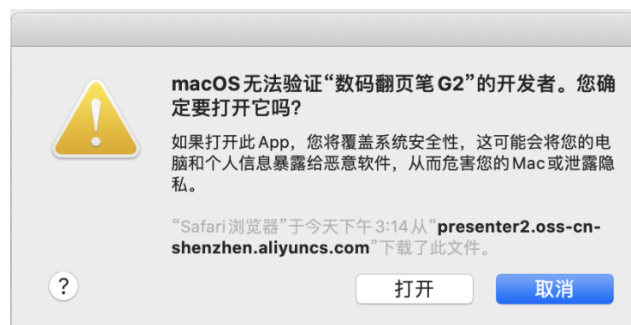 macOS无法验证“数码翻页笔 G2”的开发者。您确
定要打开它吗?
如果打开此 App，您将覆盖系统安全性，这可能会将您的电
脑和个人信息暴露给恶意软件，从而危害您的 Mac 或泄露隐
私。
“Safari 浏览器”于今天下午 3:14 从“presenter2.oss-cn-
shenzhen.aliyuncs.com”下载了此文件。
?
打开
取消